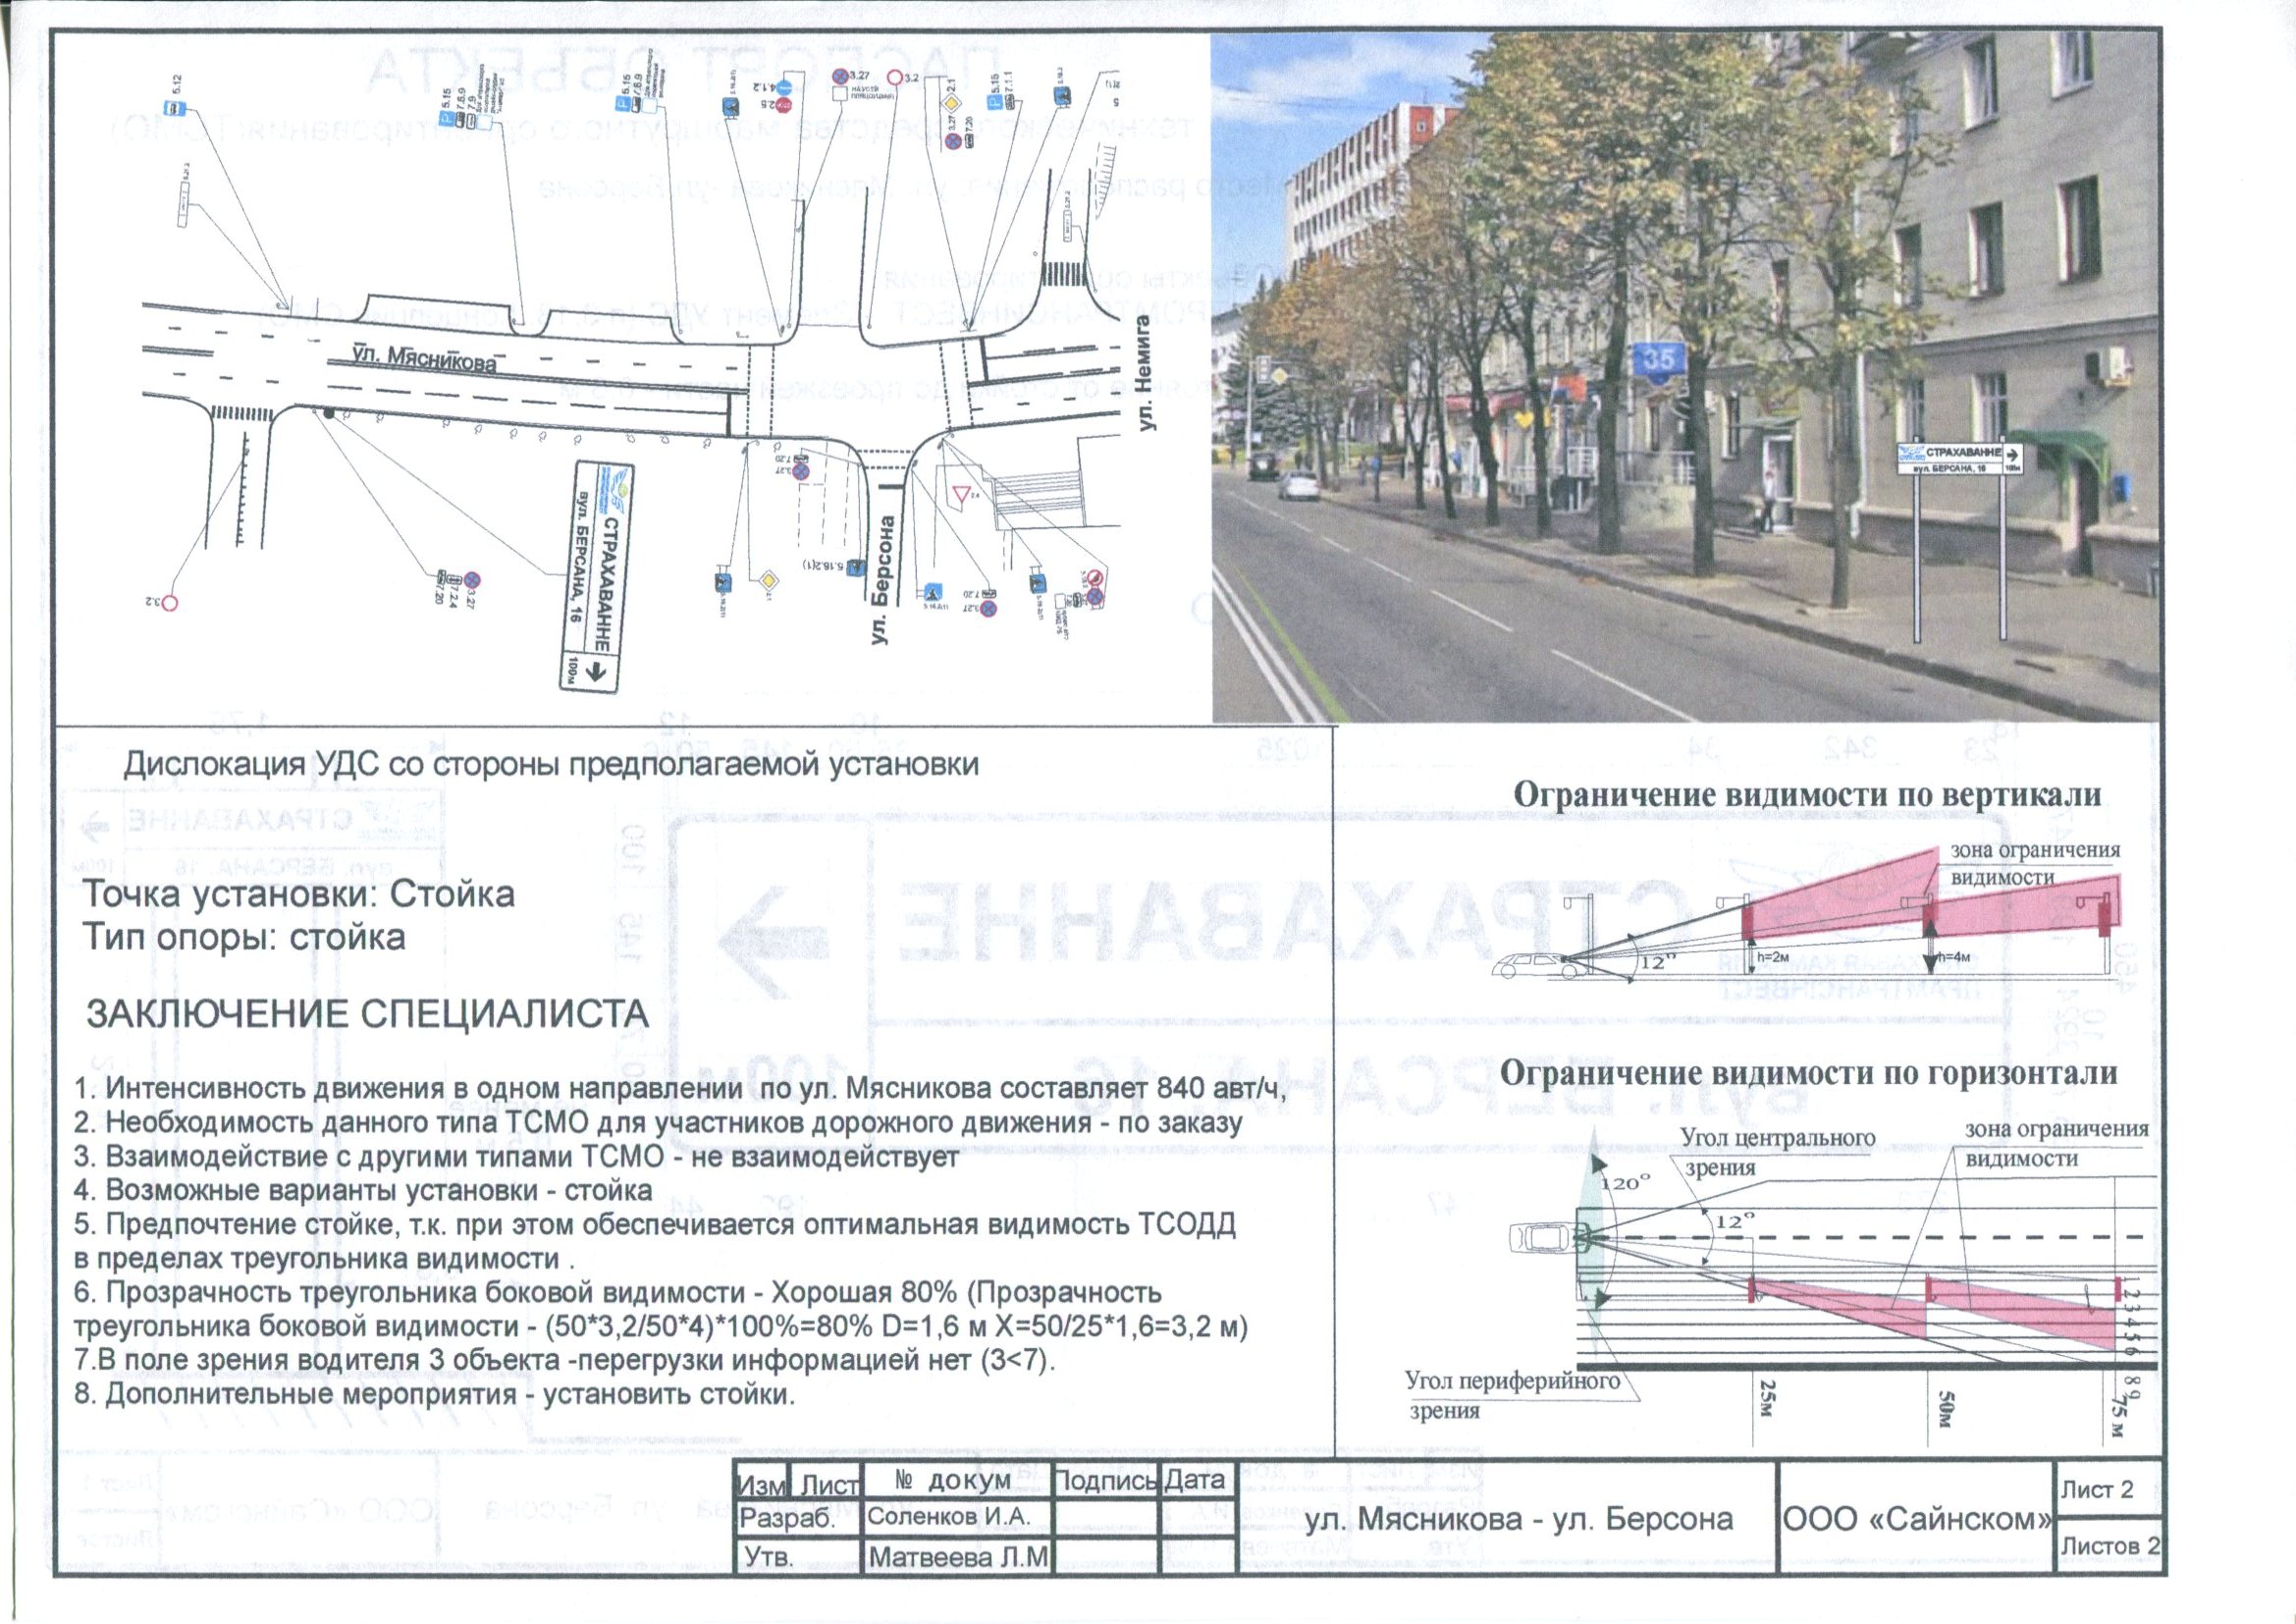 5.12
5.15
7.6.9
7.9
5.15
7.6.9
4.1.2
2.5
3.27
3.2
2.1
3.27
7.20
5.15
7.1.1
ул. Мясникова
ул. Немига
ул. Берсона
3.2
7.20
7.2.4
3.27
СТРАХАВАННЕ
вул. БЕРСАНА, 16
100м
7.20
3.27
2.1
5.16.2(1)
2.4
7.20
3.27
35
СТРАХАВАННЕ
вул. БЕРСАНА, 16
100м
Дислокация УДС со стороны предполагаемой установки
Точка установки: Стойка
Тип опоры: стойка
ЗАКЛЮЧЕНИЕ СПЕЦИАЛИСТА
1. Интенсивность движения в одном направлении по ул. Мясникова составляет 840 авт/ч,
2. Необходимость данного типа ТСМО для участников дорожного движения - по заказу
3. Взаимодействие с другими типами ТСМО - не взаимодействует
4. Возможные варианты установки - стойка
5. Предпочтение стойке, т.к. при этом обеспечивается оптимальная видимость ТСОДД
в пределах треугольника видимости .
6. Прозрачность треугольника боковой видимости - Хорошая 80% (Прозрачность
треугольника боковой видимости - (50*3,2/50*4)*100%=80% D=1,6 м X=50/25*1,6=3,2 м)
7.В поле зрения водителя 3 объекта -перегрузки информацией нет (3<7).
8. Дополнительные мероприятия - установить стойки.
Ограничение видимости по вертикали
зона ограничения
видимости
12°
h=2м
h=4м
Ограничение видимости по горизонтали
Угол центрального
зрения
зона ограничения
видимости
120°
12°
Угол периферийного
зрения
25м
50м
75 м
1 2 3 4 5 6
8 9
Изм Лист № докум Подпись Дата
Разраб. Соленков И.А.
Утв. Матвеева Л.М
ул. Мясникова - ул. Берсона
ООО «Сайнском»
Лист 2
Листов 2